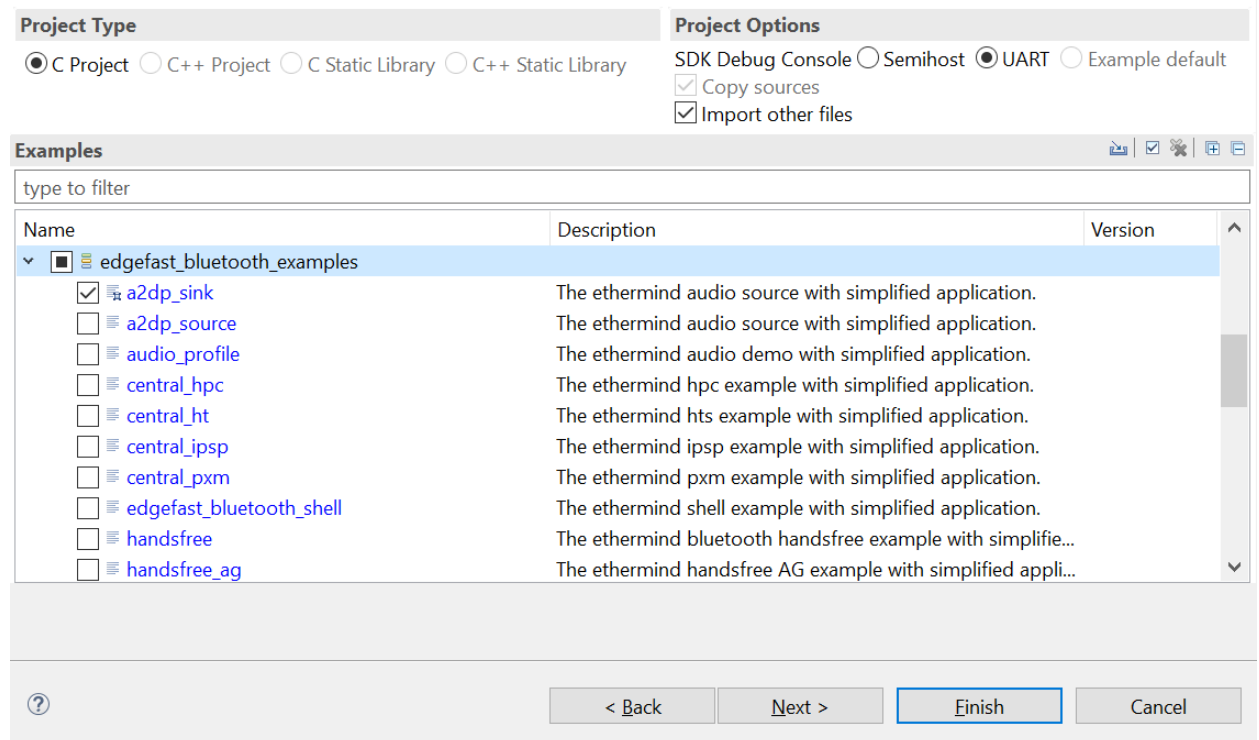 Project Type
Project Options
C Project C++ Project C Static Library C++ Static Library
SDK Debug Console Semihost UART Example default
Copy sources
Import other files
Examples
type to filter
Name Description Version
edgefast_bluetooth_examples
a2dp_sink The ethermind audio source with simplified application.
a2dp_source The ethermind audio source with simplified application.
audio_profile The ethermind audio demo with simplified application.
central_hpc The ethermind hpc example with simplified application.
central_ht The ethermind hts example with simplified application.
central_ipsp The ethermind ipsp example with simplified application.
central_pxm The ethermind pxm example with simplified application.
edgefast_bluetooth_shell The ethermind shell example with simplified application.
handsfree The ethermind bluetooth handsfree example with simplifie...
handsfree_ag The ethermind handsfree AG example with simplified appli...
? < Back Next > Finish Cancel